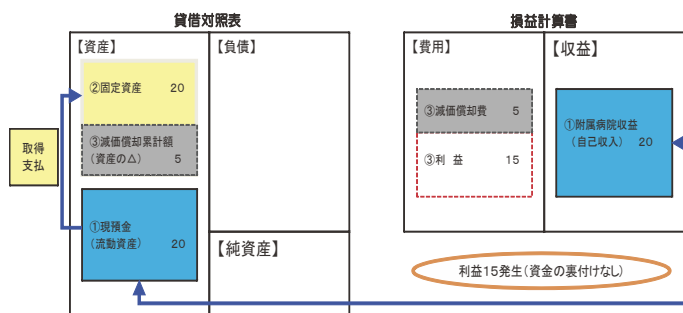 貸借対照表
【資産】
【負債】
②固定資産 20
③減価償却累計額
(資産の△) 5
取得
支払
①現預金
(流動資産) 20
【純資産】
損益計算書
【費用】
【収益】
③減価償却費 5
③利 益 15
①附属病院収益
(自己収入) 20
利益15発生(資金の裏付けなし)